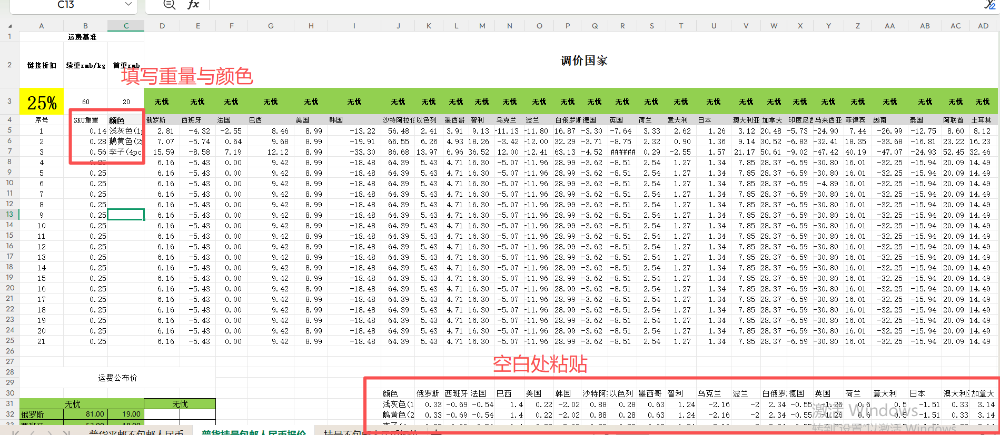 C13 fx
A B C D E F G H I J K L M N O P Q R S T U V W X Y Z AA AB AC AD
1 运费基准
2 链接折扣 续重rmb/kg 首重rmb 调价国家
填写重量与颜色
3 25% 60 20 无忧 无忧 无忧 无忧 无忧 无忧 无忧 无忧 无忧 无忧 无忧 无忧 无忧 无忧 无忧 无忧 无忧 无忧 无忧 无忧 无忧 无忧 无忧 无忧 无忧 无忧 无忧
4 序号 SKU重量 颜色 俄罗斯 西班牙 法国 巴西 美国 韩国 沙特阿拉 以色列 墨西哥 智利 乌克兰 波兰 白俄罗斯 德国 英国 荷兰 意大利 日本 澳大利亚 加拿大 印度尼西 马来西亚 菲律宾 越南 泰国 阿联酋 土耳其
5 1 0.14 浅灰色(1p 2.81 -4.32 -2.55 8.46 8.99 -13.22 56.48 2.41 3.91 9.13 -11.13 -11.80 16.87 -3.30 -7.64 3.33 2.62 1.26 3.12 20.48 -5.73 -24.90 7.44 -26.99 -12.75 8.60 8.12
6 2 0.28 鹅黄色(2p 7.07 -5.74 0.64 9.68 8.99 -19.91 66.55 6.26 4.93 18.26 -3.42 -12.00 32.29 -3.71 -8.75 2.32 0.90 1.36 9.14 30.52 -6.83 -32.41 18.35 -33.68 -16.81 23.22 16.23
7 3 0.56 李子(4pc 15.59 -8.58 7.19 12.12 8.99 -33.30 86.68 13.97 6.96 36.52 12.00 -12.41 63.13 -4.52 ###### 0.29 -2.55 1.57 21.17 50.61 -9.02 -47.42 40.19 -47.07 -24.93 52.45 32.46
8 4 0.25 6.16 -5.43 0.00 9.42 8.99 -18.48 64.39 5.43 4.71 16.30 -5.07 -11.96 28.99 -3.62 -8.51 2.54 1.27 1.34 7.85 28.37 -6.59 -30.80 16.01 -32.25 -15.94 20.09 14.49
9 5 0.25 6.16 -5.43 0.00 9.42 8.99 -18.48 64.39 5.43 4.71 16.30 -5.07 -11.96 28.99 -3.62 -8.51 2.54 1.27 1.34 7.85 28.37 -6.59 -30.80 16.01 -32.25 -15.94 20.09 14.49
10 6 0.25 6.16 -5.43 0.00 9.42 8.99 -18.48 64.39 5.43 4.71 16.30 -5.07 -11.96 28.99 -3.62 -8.51 2.54 1.27 1.34 7.85 28.37 -6.59 -4.89 16.01 -32.25 -15.94 20.09 14.49
11 7 0.25 6.16 -5.43 0.00 9.42 8.99 -18.48 64.39 5.43 4.71 16.30 -5.07 -11.96 28.99 -3.62 -8.51 2.54 1.27 1.34 7.85 28.37 -6.59 -30.80 16.01 -32.25 -15.94 20.09 14.49
12 8 0.25 6.16 -5.43 0.00 9.42 8.99 -18.48 64.39 5.43 4.71 16.30 -5.07 -11.96 28.99 -3.62 -8.51 2.54 1.27 1.34 7.85 28.37 -6.59 -30.80 16.01 -32.25 -15.94 20.09 14.49
13 9 0.25 6.16 -5.43 0.00 9.42 8.99 -18.48 64.39 5.43 4.71 16.30 -5.07 -11.96 28.99 -3.62 -8.51 2.54 1.27 1.34 7.85 28.37 -6.59 -30.80 16.01 -32.25 -15.94 20.09 14.49
14 10 0.25 6.16 -5.43 0.00 9.42 8.99 -18.48 64.39 5.43 4.71 16.30 -5.07 -11.96 28.99 -3.62 -8.51 2.54 1.27 1.34 7.85 28.37 -6.59 -30.80 16.01 -32.25 -15.94 20.09 14.49
15 11 0.25 6.16 -5.43 0.00 9.42 8.99 -18.48 64.39 5.43 4.71 16.30 -5.07 -11.96 28.99 -3.62 -8.51 2.54 1.27 1.34 7.85 28.37 -6.59 -30.80 16.01 -32.25 -15.94 20.09 14.49
16 12 0.25 6.16 -5.43 0.00 9.42 8.99 -18.48 64.39 5.43 4.71 16.30 -5.07 -11.96 28.99 -3.62 -8.51 2.54 1.27 1.34 7.85 28.37 -6.59 -30.80 16.01 -32.25 -15.94 20.09 14.49
17 13 0.25 6.16 -5.43 0.00 9.42 8.99 -18.48 64.39 5.43 4.71 16.30 -5.07 -11.96 28.99 -3.62 -8.51 2.54 1.27 1.34 7.85 28.37 -6.59 -30.80 16.01 -32.25 -15.94 20.09 14.49
18 14 0.25 6.16 -5.43 0.00 9.42 8.99 -18.48 64.39 5.43 4.71 16.30 -5.07 -11.96 28.99 -3.62 -8.51 2.54 1.27 1.34 7.85 28.37 -6.59 -30.80 16.01 -32.25 -15.94 20.09 14.49
19 15 0.25 6.16 -5.43 0.00 9.42 8.99 -18.48 64.39 5.43 4.71 16.30 -5.07 -11.96 28.99 -3.62 -8.51 2.54 1.27 1.34 7.85 28.37 -6.59 -30.80 16.01 -32.25 -15.94 20.09 14.49
20 16 0.25 6.16 -5.43 0.00 9.42 8.99 -18.48 64.39 5.43 4.71 16.30 -5.07 -11.96 28.99 -3.62 -8.51 2.54 1.27 1.34 7.85 28.37 -6.59 -30.80 16.01 -32.25 -15.94 20.09 14.49
21 17 0.25 6.16 -5.43 0.00 9.42 8.99 -18.48 64.39 5.43 4.71 16.30 -5.07 -11.96 28.99 -3.62 -8.51 2.54 1.27 1.34 7.85 28.37 -6.59 -30.80 16.01 -32.25 -15.94 20.09 14.49
22 18 0.25 6.16 -5.43 0.00 9.42 8.99 -18.48 64.39 5.43 4.71 16.30 -5.07 -11.96 28.99 -3.62 -8.51 2.54 1.27 1.34 7.85 28.37 -6.59 -30.80 16.01 -32.25 -15.94 20.09 14.49
23 19 0.25 6.16 -5.43 0.00 9.42 8.99 -18.48 64.39 5.43 4.71 16.30 -5.07 -11.96 28.99 -3.62 -8.51 2.54 1.27 1.34 7.85 28.37 -6.59 -30.80 16.01 -32.25 -15.94 20.09 14.49
24 20 0.25 6.16 -5.43 0.00 9.42 8.99 -18.48 64.39 5.43 4.71 16.30 -5.07 -11.96 28.99 -3.62 -8.51 2.54 1.27 1.34 7.85 28.37 -6.59 -30.80 16.01 -32.25 -15.94 20.09 14.49
25 21 0.25 6.16 -5.43 0.00 9.42 8.99 -18.48 64.39 5.43 4.71 16.30 -5.07 -11.96 28.99 -3.62 -8.51 2.54 1.27 1.34 7.85 28.37 -6.59 -30.80 16.01 -32.25 -15.94 20.09 14.49
26
27 空白处粘贴
28 运费公布价
29
30 颜色 俄罗斯 西班牙 法国 巴西 美国 韩国 沙特阿 以色列 墨西哥 智利 乌克兰 波兰 白俄罗 德国 英国 荷兰 意大利 日本 澳大利 加拿大
31 无忧 无忧 浅灰色(1 0.33 -0.69 -0.54 1.4 0.22 -2.02 0.88 0.28 0.63 1.24 -2.16 -2 2.34 -0.55 -1.26 0.6 0.5 -1.51 0.33 3.14
32 俄罗斯 81.00 19.00 鹅黄色(2 0.33 -0.69 -0.54 1.4 0.22 -2.02 0.88 0.28 0.63 1.24 -2.16 -2 2.34 -0.55 -1.26 0.6 0.5 -1.51 0.33 3.14
激活 Windows
转到"设置"以激活 Windows
普货平邮不包邮人民币 普货挂号包邮人民币报价